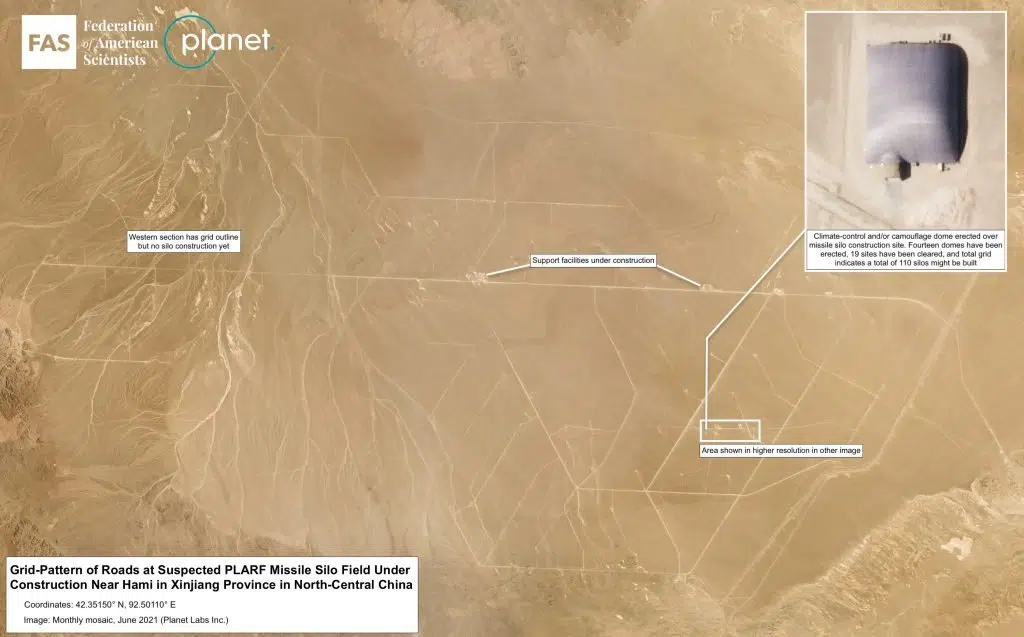 FAS
Federation
of American
Scientists
planet.
Climate-control and/or camouflage dome erected over
missile silo construction site. Fourteen domes have been
erected, 19 sites have been cleared, and total grid
indicates a total of 110 silos might be built
Western section has grid outline
but no silo construction yet
Support facilities under construction
Area shown in higher resolution in other image
Grid-Pattern of Roads at Suspected PLARF Missile Silo Field Under
Construction Near Hami in Xinjiang Province in North-Central China
Coordinates: 42.35150° N, 92.50110° E
Image: Monthly mosaic, June 2021 (Planet Labs Inc.)